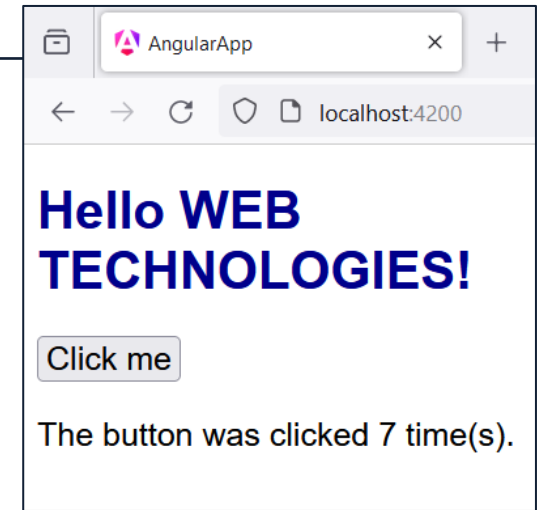 AngularApp
localhost:4200
Hello WEB
TECHNOLOGIES!
Click me
The button was clicked 7 time(s).